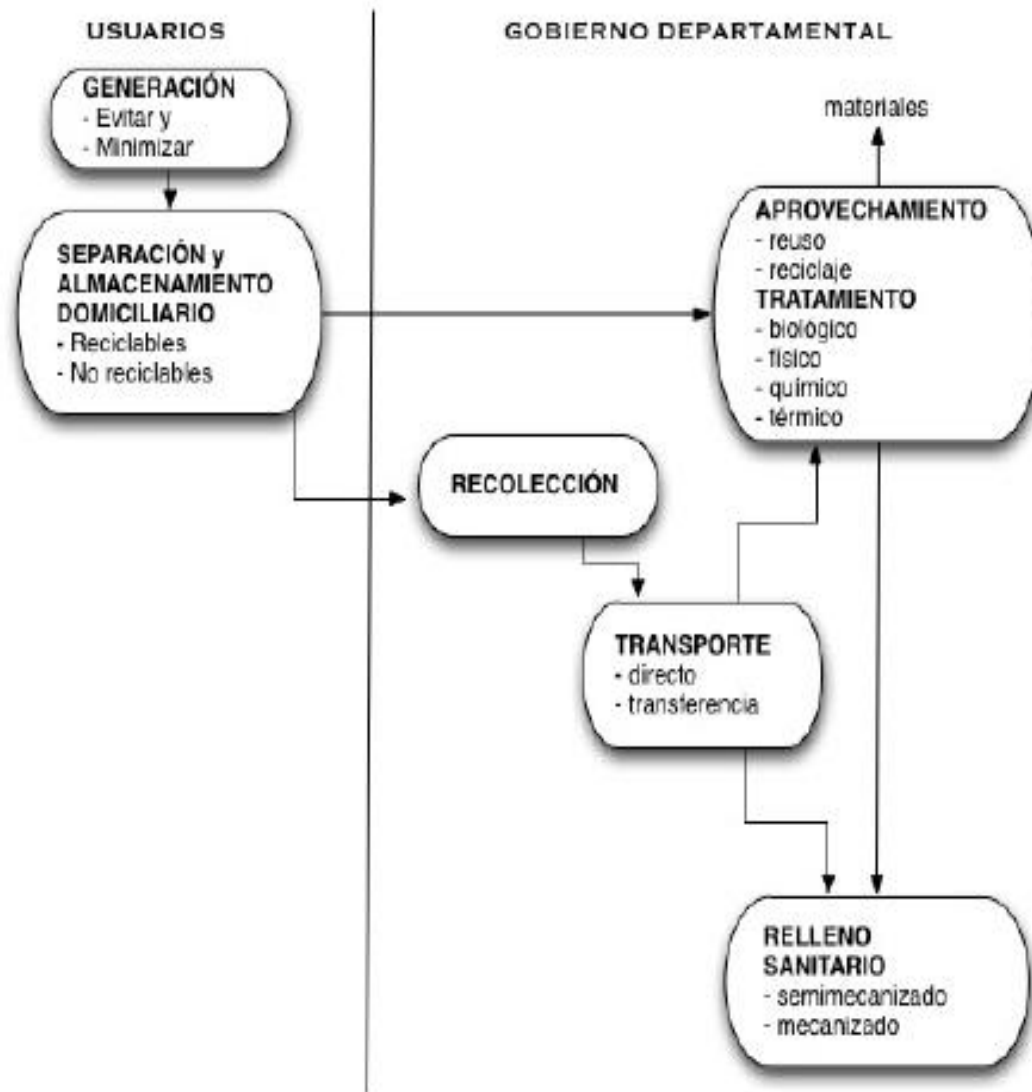 USUARIOS
GOBIERNO DEPARTAMENTAL
GENERACIÓN
- Evitar y
- Minimizar
materiales
SEPARACIÓN y
ALMACENAMIENTO
DOMICILIARIO
- Reciclables
- No reciclables
APROVECHAMIENTO
- reuso
- reciclaje
TRATAMIENTO
- biológico
- físico
- químico
- térmico
RECOLECCIÓN
TRANSPORTE
- directo
- transferencia
RELLENO
SANITARIO
- semimecanizado
- mecanizado